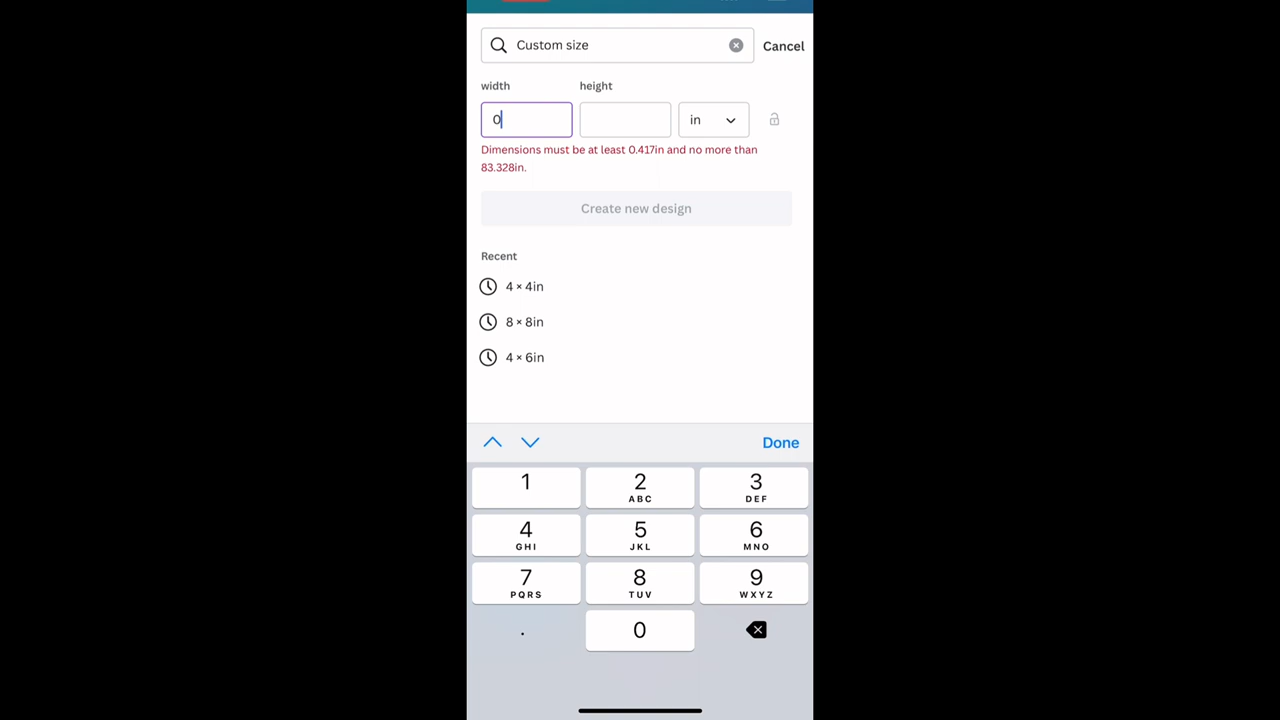 Custom size
Cancel
width
height
0
in
Dimensions must be at least 0.417in and no more than
83.328in.
Create new design
Recent
4 × 4in
8 × 8in
4 × 6in
Done
1
2
ABC
3
DEF
4
GHI
5
JKL
6
MNO
7
PQRS
8
TUV
9
WXYZ
.
0